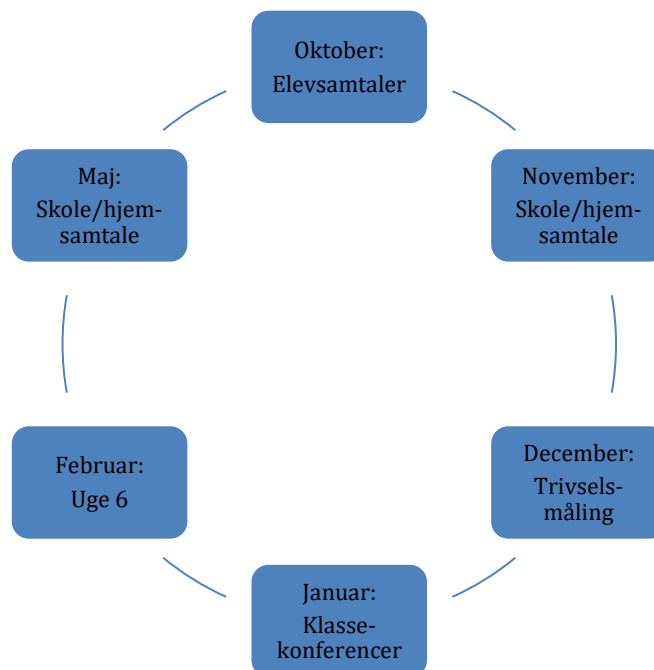 Oktober:
Elevsamtaler
November:
Skole/hjem-
samtale
December:
Trivsels-
måling
Januar:
Klasse-
konferencer
Februar:
Uge 6
Maj:
Skole/hjem-
samtale